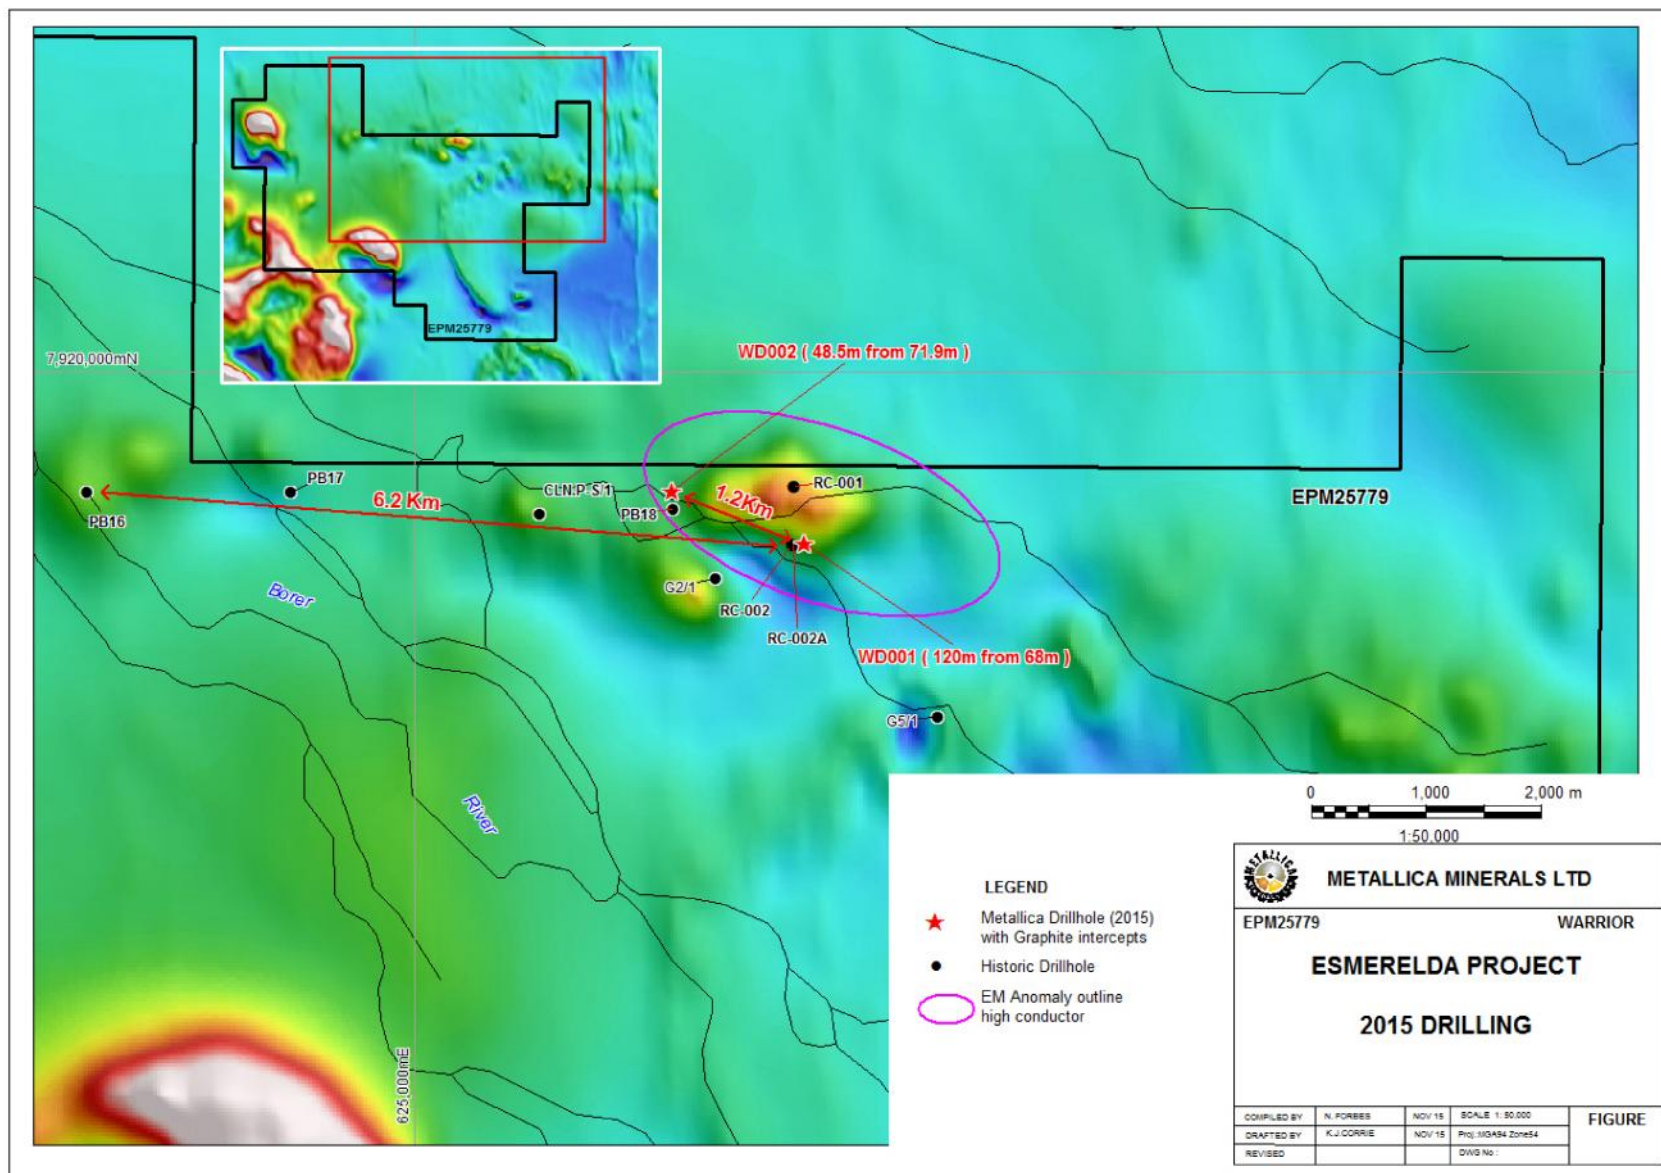 EPM25779
7,920,000mN
WD002 ( 48.5m from 71.9m )
PB17
CLN.P-S/1
RC-001
EPM25779
6.2 Km
1.2Km
PB16
PB18
G2/1
RC-002
RC-002A
Borer
WD001 ( 120m from 68m )
G5/1
River
625,000mE
0 1,000 2,000 m
1:50,000
LEGEND
Metallica Drillhole (2015)
with Graphite intercepts
Historic Drillhole
EM Anomaly outline
high conductor
METALLICA
METALLICA MINERALS LTD
EPM25779 WARRIOR
ESMERELDA PROJECT
2015 DRILLING
COMPILED BY N. FORBES NOV 15 SCALE 1: 50,000
FIGURE
DRAFTED BY K.J.CORRIE NOV 15 Proj.:MGA94 Zone54
REVISED DWG No :